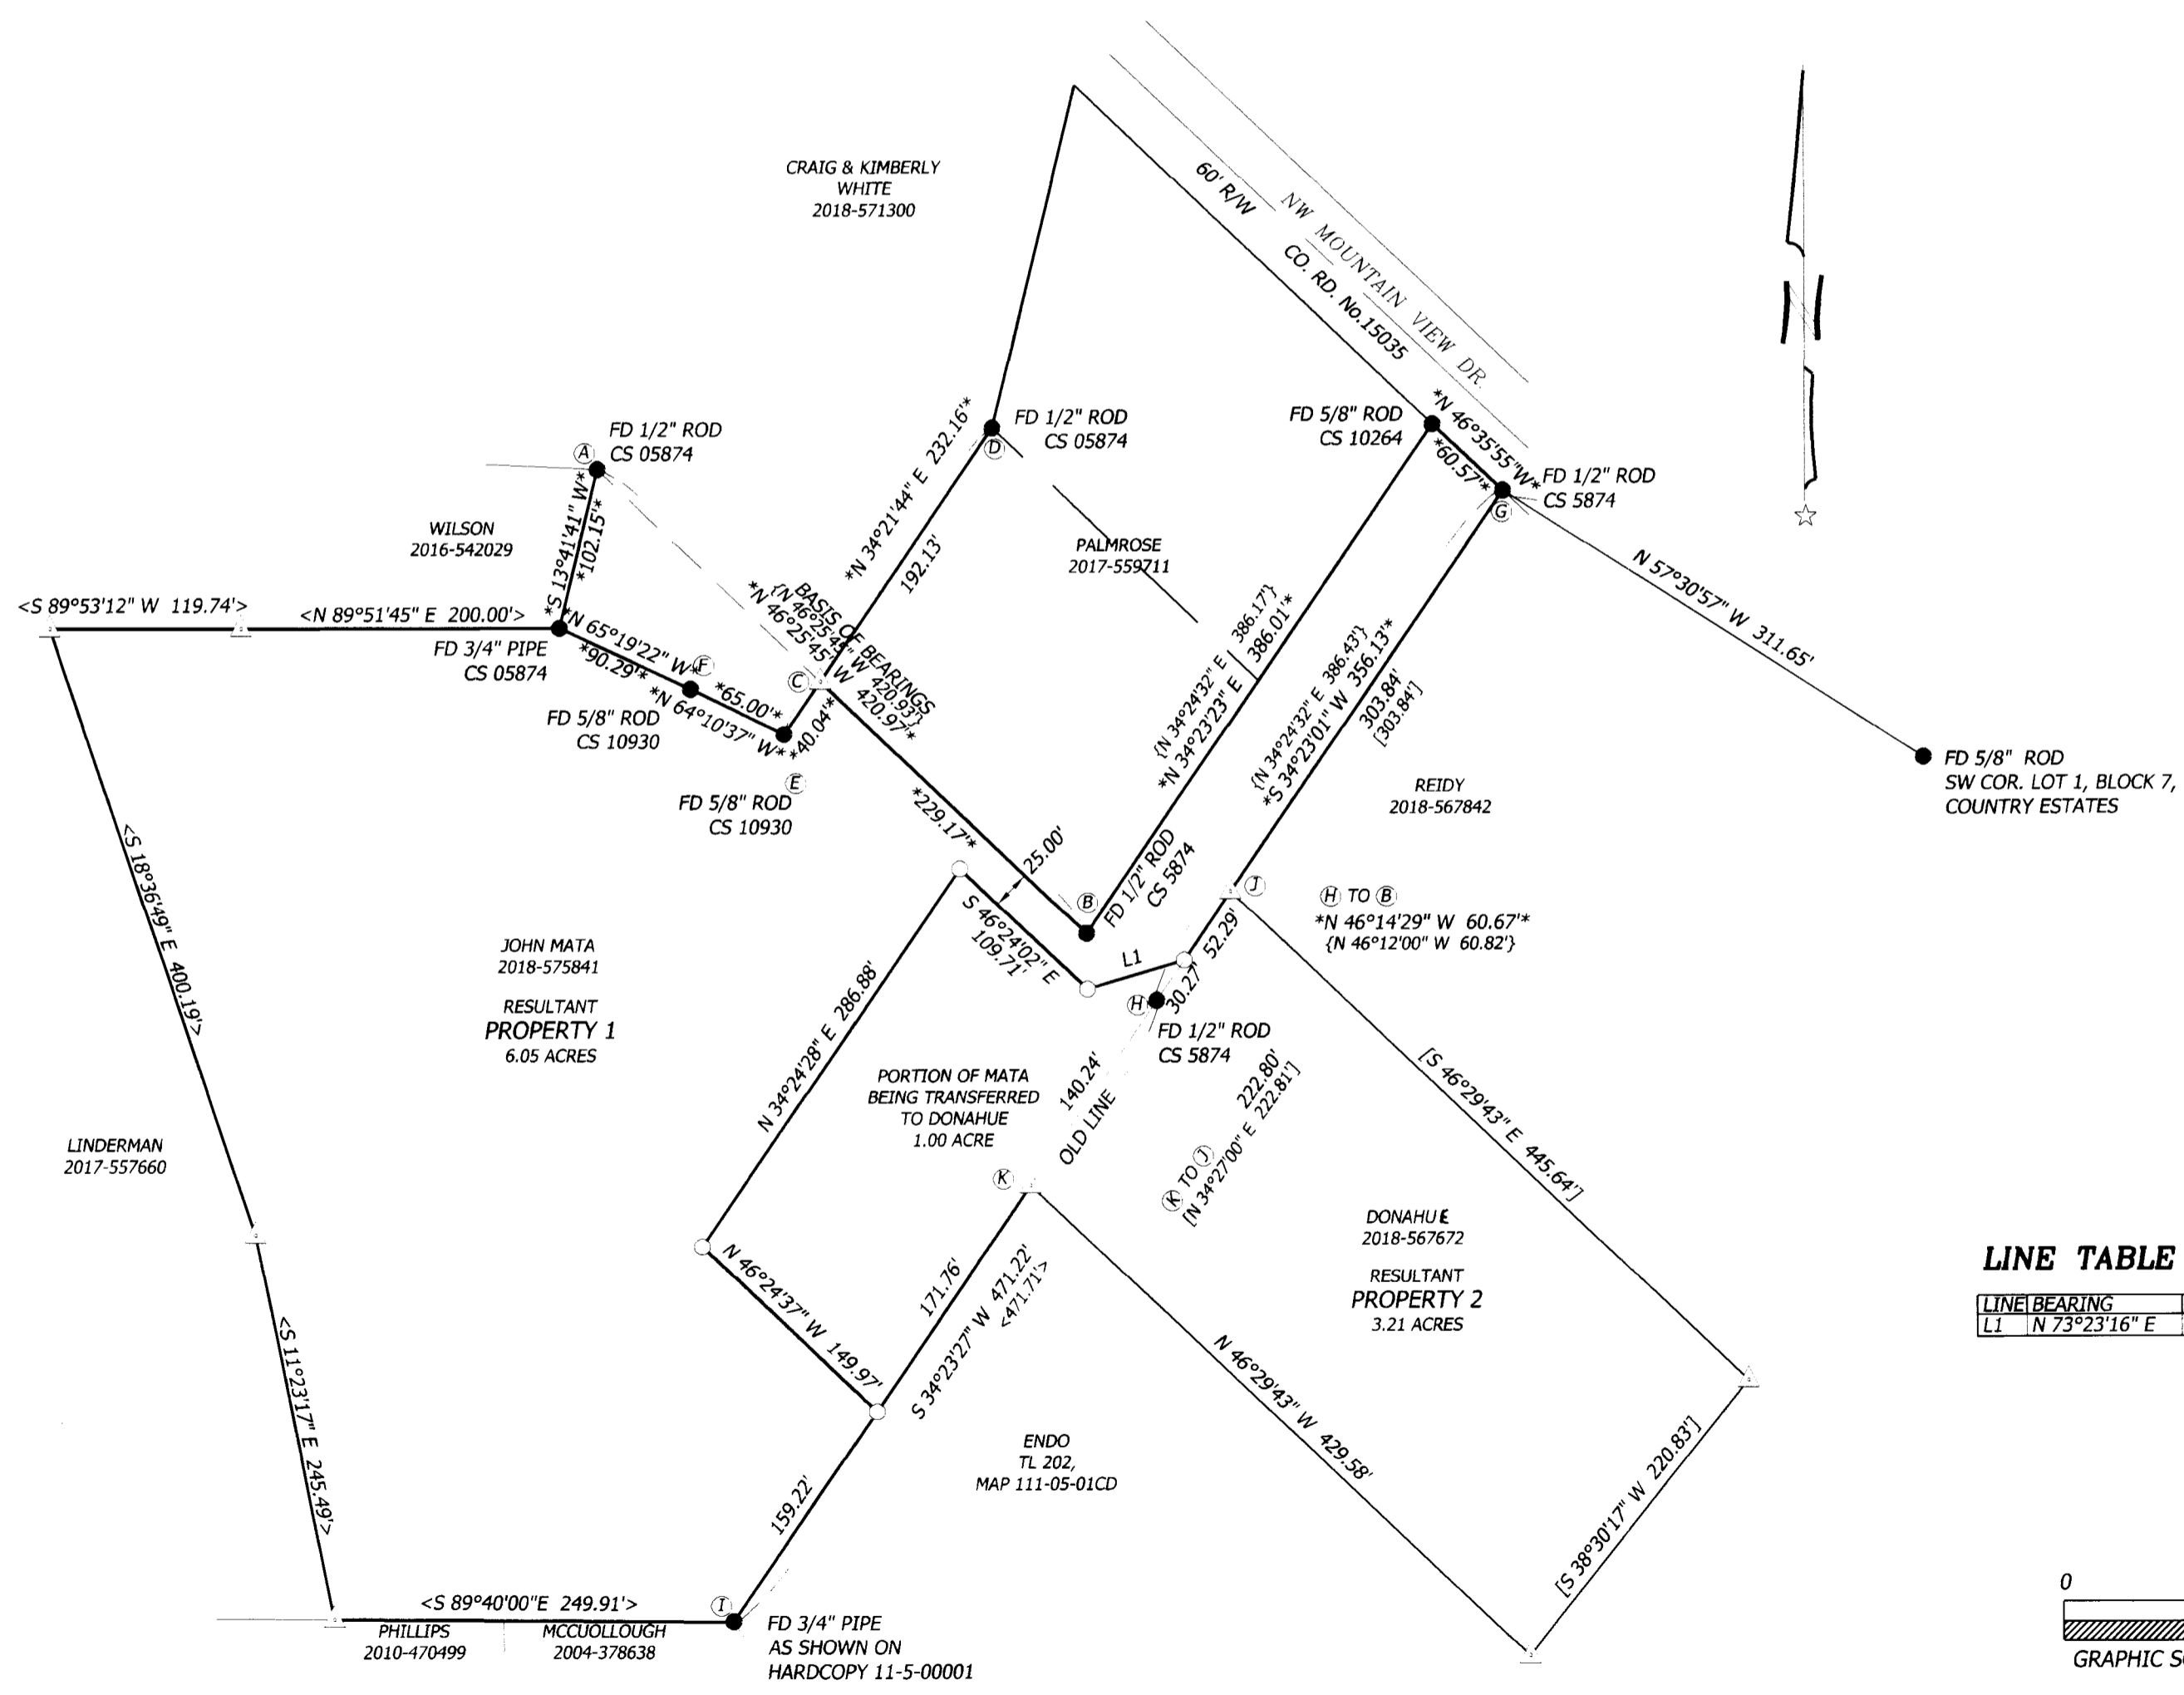 CRAIG & KIMBERLY
WHITE
2018-571300
60' R/W
CO. RD. No.15035
NW MOUNTAIN VIEW DR.
FD 1/2" ROD
CS 05874
A
WILSON
2016-542029
*S 13°41'41" W*
*102.15'*
<S 89°53'12" W 119.74'>
<N 89°51'45" E 200.00'>
FD 3/4" PIPE
CS 05874
*N 65°19'22" W*
*90.29'*
F
*65.00'*
*N 64°10'37" W*
FD 5/8" ROD
CS 10930
E
FD 5/8" ROD
CS 10930
*40.04'*
C
BASIS OF BEARINGS
{N 46°25'45" W 420.93'}
*N 46°25'45" W 420.97'*
*N 34°21'44" E 232.16'*
192.13'
D
FD 1/2" ROD
CS 05874
PALMROSE
2017-559711
FD 5/8" ROD
CS 10264
*N 46°35'55"W*
*60.57'*
FD 1/2" ROD
CS 5874
G
N 57°30'57" W 311.65'
FD 5/8" ROD
SW COR. LOT 1, BLOCK 7,
COUNTRY ESTATES
{N 34°24'32" E 386.17'}
*N 34°23'23" E 386.01'*
{N 34°24'32" E 386.43'}
*S 34°23'01" W 356.13'*
303.84'
[303.84']
REIDY
2018-567842
*229.17'*
25.00'
B
FD 1/2" ROD
CS 5874
J
H TO B
*N 46°14'29" W 60.67'*
{N 46°12'00" W 60.82'}
S 46°24'02" E
109.71'
L1
52.29'
30.27'
H
FD 1/2" ROD
CS 5874
<S 18°36'49" E 400.19'>
JOHN MATA
2018-575841
RESULTANT
PROPERTY 1
6.05 ACRES
N 34°24'28" E 286.88'
PORTION OF MATA
BEING TRANSFERRED
TO DONAHUE
1.00 ACRE
140.24'
OLD LINE
222.80'
K TO J
[N 34°27'00" E 222.81']
K
[S 46°29'43" E 445.64']
LINDERMAN
2017-557660
DONAHUE
2018-567672
RESULTANT
PROPERTY 2
3.21 ACRES
LINE TABLE
LINE BEARING
L1 N 73°23'16" E
N 46°24'37" W 149.97'
171.76'
S 34°23'27" W 471.22'
<471.71'>
N 46°29'43" W 429.58'
[S 38°30'17" W 220.83']
<S 11°23'17" E 245.49'>
ENDO
TL 202,
MAP 111-05-01CD
159.22'
<S 89°40'00"E 249.91'>
I
PHILLIPS
2010-470499
MCCUOLLOUGH
2004-378638
FD 3/4" PIPE
AS SHOWN ON
HARDCOPY 11-5-00001
0
GRAPHIC